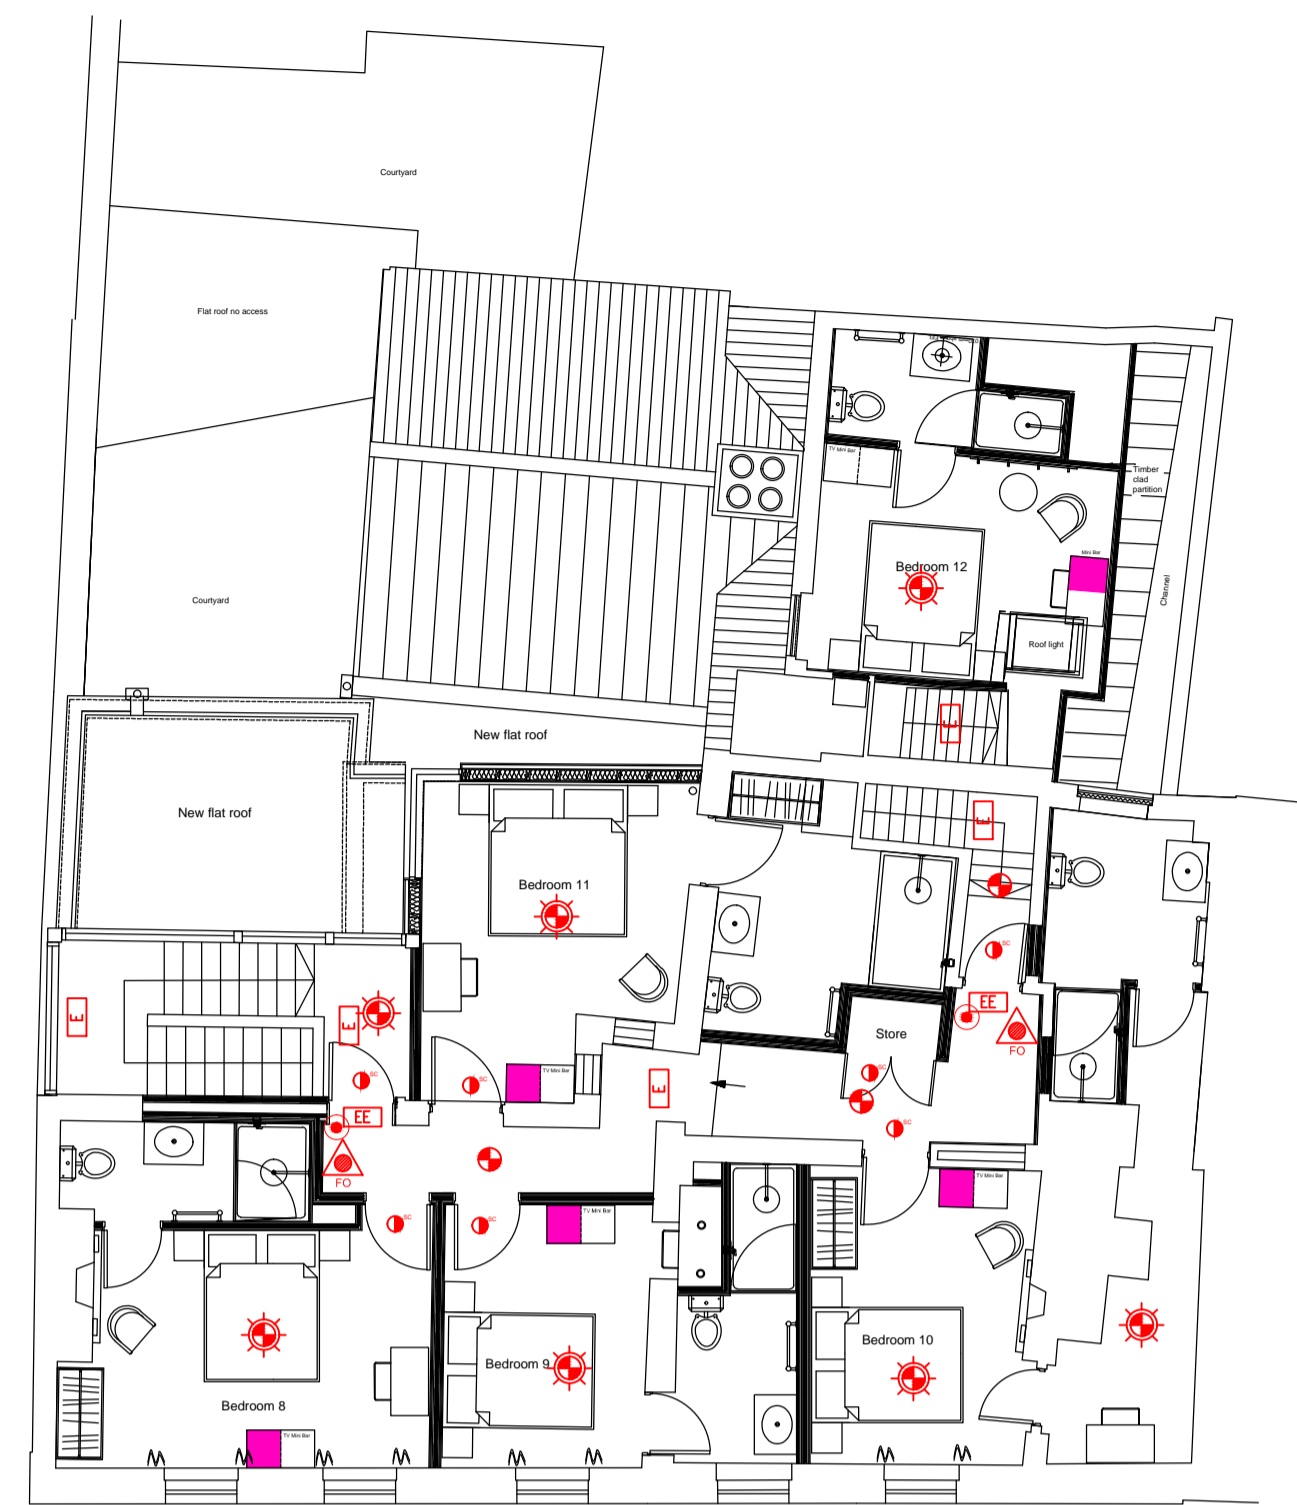 Courtyard
Flat roof no access
TV Mini Bar
Timber
clad
partition
Mini Bar
Bedroom 12
Channel
Courtyard
Roof light
E
New flat roof
New flat roof
E
Bedroom 11
SC
EE
E
E
FO
Store
SC
SC
SC
TV Mini Bar
E
EE
SC
FO
TV Mini Bar
SC
SC
TV Mini Bar
Bedroom 10
Bedroom 9
Bedroom 8
TV Mini Bar